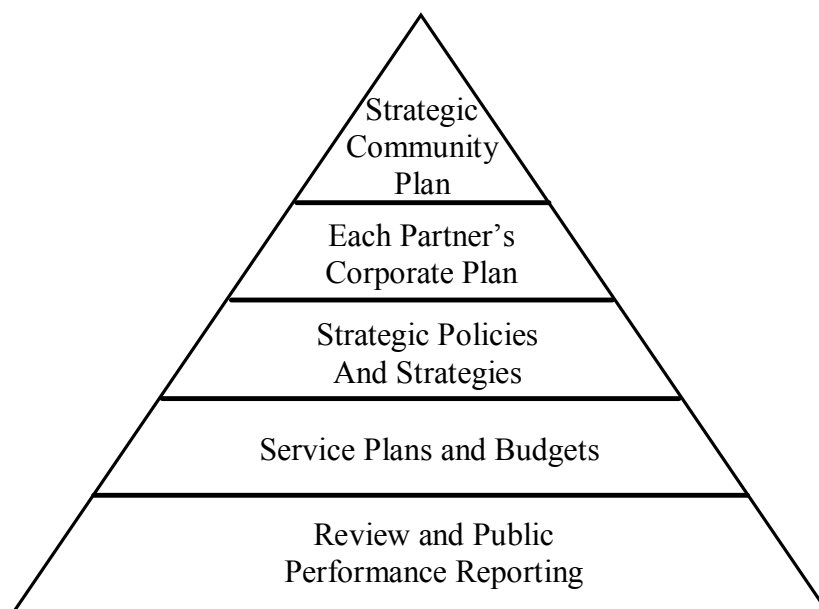 Strategic
Community
Plan
Each Partner’s
Corporate Plan
Strategic Policies
And Strategies
Service Plans and Budgets
Review and Public
Performance Reporting